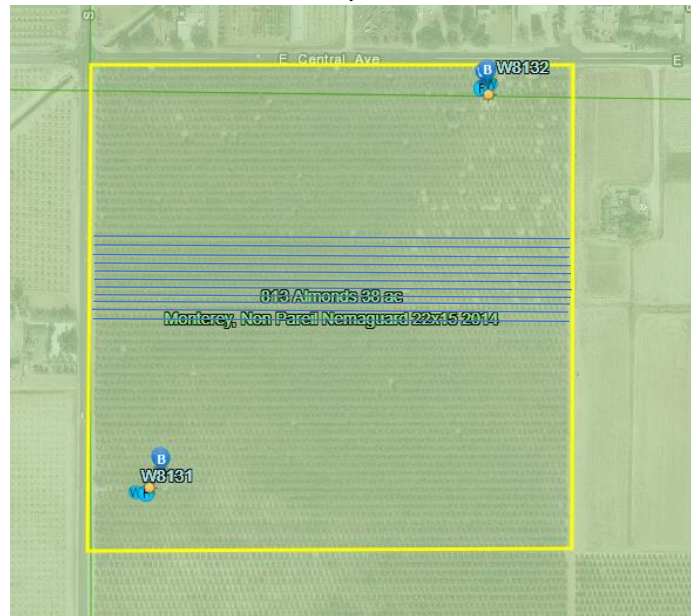 S
E Central Ave
E
B W8132
813 Almonds 38 ac
Monterey, Non Pareil Nemaguard 22x15 2014
B
W8131